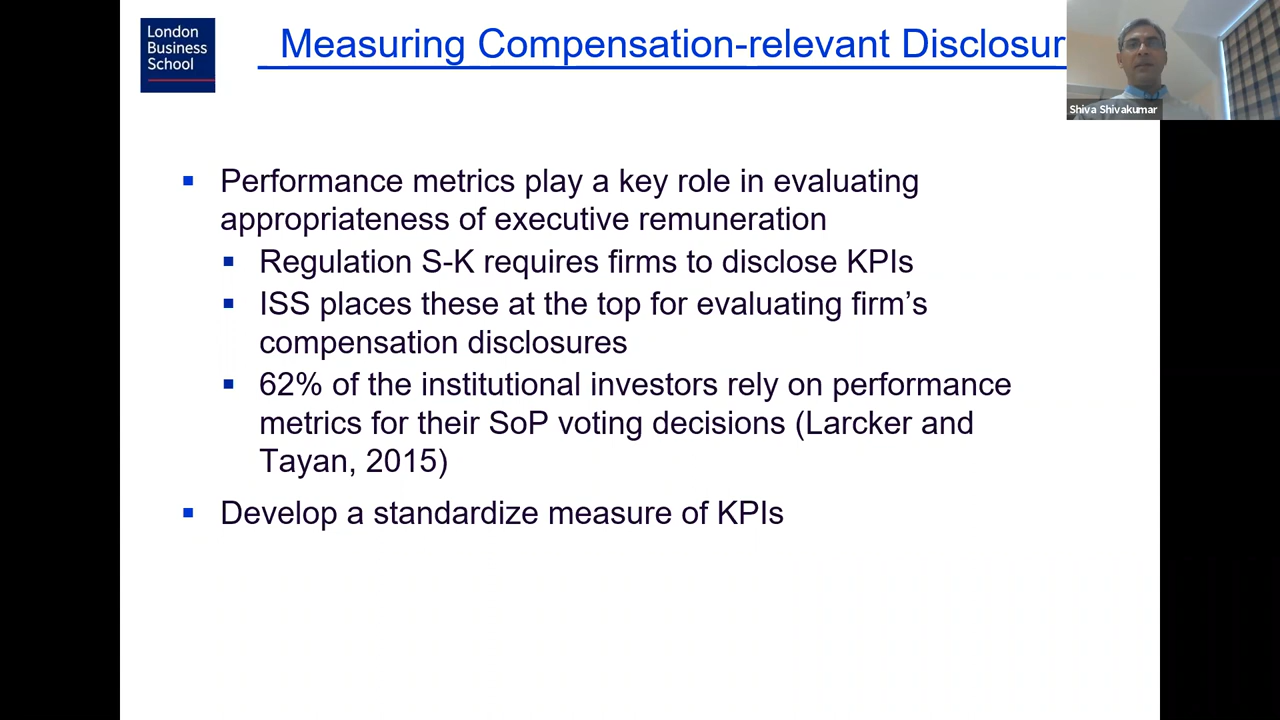 London
Business
School
Measuring Compensation-relevant Disclosur
Shiva Shivakumar
▪ Performance metrics play a key role in evaluating
appropriateness of executive remuneration
▪ Regulation S-K requires firms to disclose KPIs
▪ ISS places these at the top for evaluating firm’s
compensation disclosures
▪ 62% of the institutional investors rely on performance
metrics for their SoP voting decisions (Larcker and
Tayan, 2015)
▪ Develop a standardize measure of KPIs